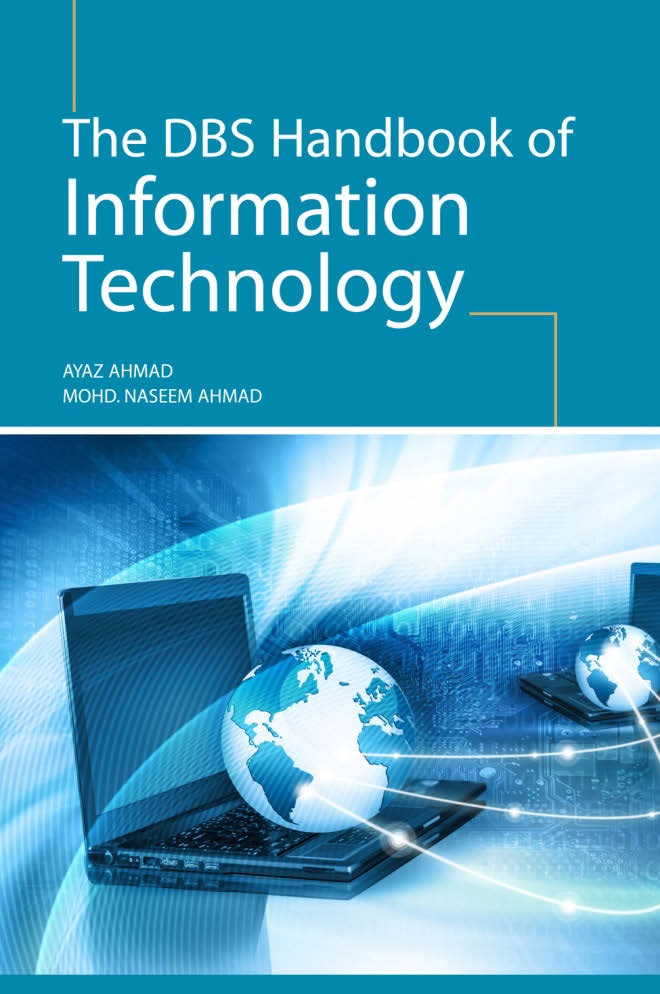 The DBS Handbook of
Information
Technology
AYAZ AHMAD
MOHD. NASEEM AHMAD